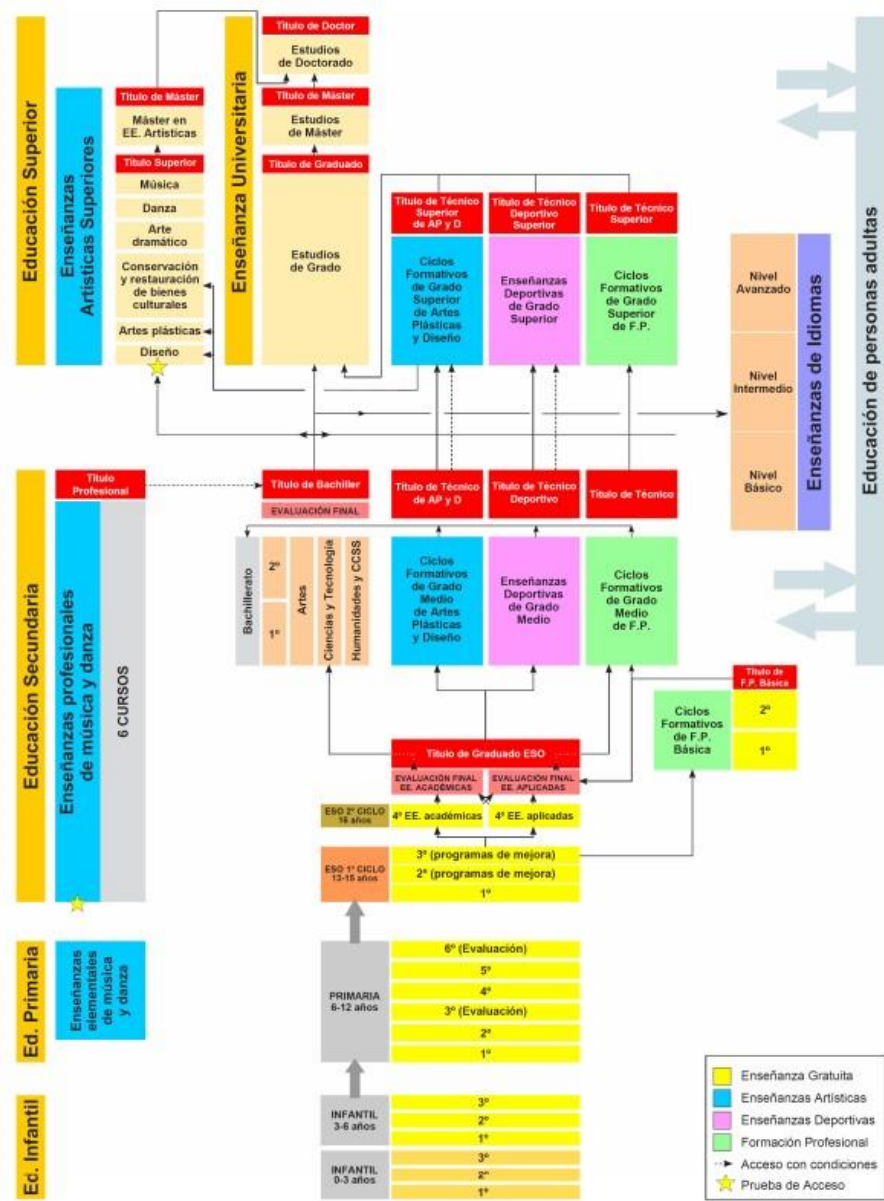 Educación Superior
Enseñanzas
Artísticas Superiores
Título de Máster
Máster en
EE. Artísticas
Título Superior
Música
Danza
Arte
dramático
Conservación
y restauración
de bienes
culturales
Artes plásticas
Diseño
Enseñanza Universitaria
Título de Doctor
Estudios
de Doctorado
Título de Máster
Estudios
de Máster
Título de Graduado
Estudios
de Grado
Título de Técnico
Superior
de AP y D
Ciclos
Formativos
de Grado
Superior
de Artes
Plásticas
y Diseño
Título de Técnico
Deportivo
Superior
Enseñanzas
Deportivas
de Grado
Superior
Título de Técnico
Superior
Ciclos
Formativos
de Grado
Superior
de F.P.
Nivel
Avanzado
Nivel
Intermedio
Nivel
Básico
Enseñanzas de Idiomas
Educación de personas adultas
Educación Secundaria
Enseñanzas profesionales
de música y danza
Título
Profesional
6 CURSOS
Título de Bachiller
EVALUACIÓN FINAL
Bachillerato
2º
1º
Artes
Ciencias y Tecnología
Humanidades y CCSS
Título de Técnico
de AP y D
Ciclos
Formativos
de Grado
Medio
de Artes
Plásticas
y Diseño
Título de Técnico
Deportivo
Enseñanzas
Deportivas
de Grado
Medio
Título de Técnico
Ciclos
Formativos
de Grado
Medio
de F.P.
Título de
F.P. Básica
Ciclos
Formativos
de F.P.
Básica
2º
1º
Título de Graduado ESO
EVALUACIÓN FINAL
EE. ACADÉMICAS
EVALUACIÓN FINAL
EE. APLICADAS
ESO 2º CICLO
16 años
4º EE. académicas
4º EE. aplicadas
ESO 1º CICLO
13-15 años
3º (programas de mejora)
2º (programas de mejora)
1º
Ed. Primaria
Enseñanzas
elementales
de música
y danza
PRIMARIA
6-12 años
6º (Evaluación)
5º
4º
3º (Evaluación)
2º
1º
Ed. Infantil
INFANTIL
3-6 años
3º
2º
1º
INFANTIL
0-3 años
3º
2º
1º
Enseñanza Gratuita
Enseñanzas Artísticas
Enseñanzas Deportivas
Formación Profesional
Acceso con condiciones
Prueba de Acceso